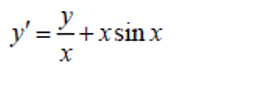 y' = y/x + x sin x